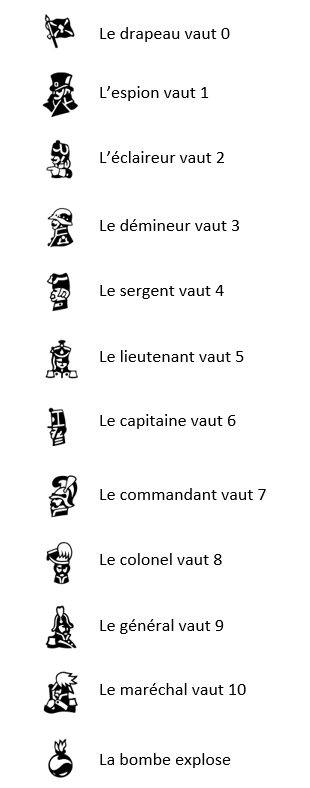 Le drapeau vaut 0
L’espion vaut 1
L’éclaireur vaut 2
Le démineur vaut 3
Le sergent vaut 4
Le lieutenant vaut 5
Le capitaine vaut 6
Le commandant vaut 7
Le colonel vaut 8
Le général vaut 9
Le maréchal vaut 10
La bombe explose